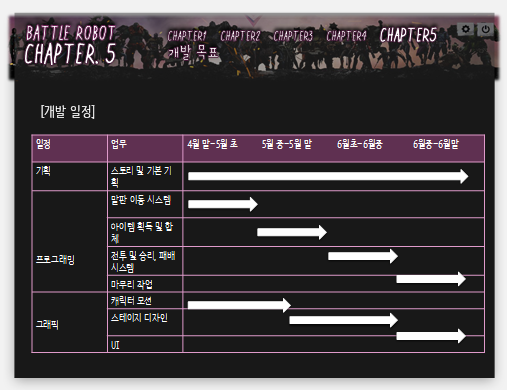 BATTLE ROBOT
CHAPTER. 5
CHAPTER1 CHAPTER2 CHAPTER3 CHAPTER4 CHAPTER5
개발 목표
[개발 일정]
일정 업무 4월 말-5월 초 5월 중-5월 말 6월초-6월중 6월중-6월말
기획 스토리 및 기본 기
획
프로그래밍
말판 이동 시스템
아이템 획득 및 합
체
전투 및 승리, 패배
시스템
마무리 작업
그래픽
캐릭터 모션
스테이지 디자인
UI